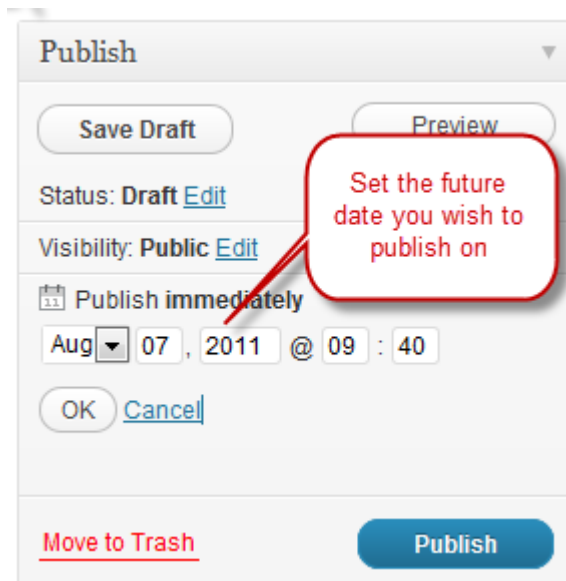 Publish
Save Draft Preview
Status: Draft Edit
Set the future
date you wish to
publish on
Visibility: Public Edit
Publish immediately
Aug 07 , 2011 @ 09 : 40
OK Cancel
Move to Trash Publish